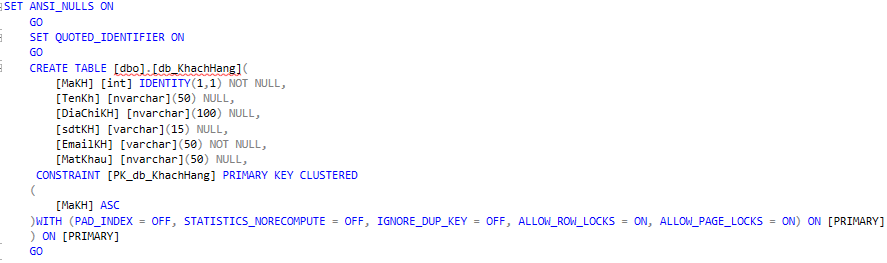 SET ANSI_NULLS ON
GO
SET QUOTED_IDENTIFIER ON
GO
CREATE TABLE [dbo].[db_KhachHang](
[MaKH] [int] IDENTITY(1,1) NOT NULL,
[TenKh] [nvarchar](50) NULL,
[DiaChiKH] [nvarchar](100) NULL,
[sdtKH] [varchar](15) NULL,
[EmailKH] [varchar](50) NOT NULL,
[MatKhau] [nvarchar](50) NULL,
CONSTRAINT [PK_db_KhachHang] PRIMARY KEY CLUSTERED
(
[MaKH] ASC
)WITH (PAD_INDEX = OFF, STATISTICS_NORECOMPUTE = OFF, IGNORE_DUP_KEY = OFF, ALLOW_ROW_LOCKS = ON, ALLOW_PAGE_LOCKS = ON) ON [PRIMARY]
) ON [PRIMARY]
GO